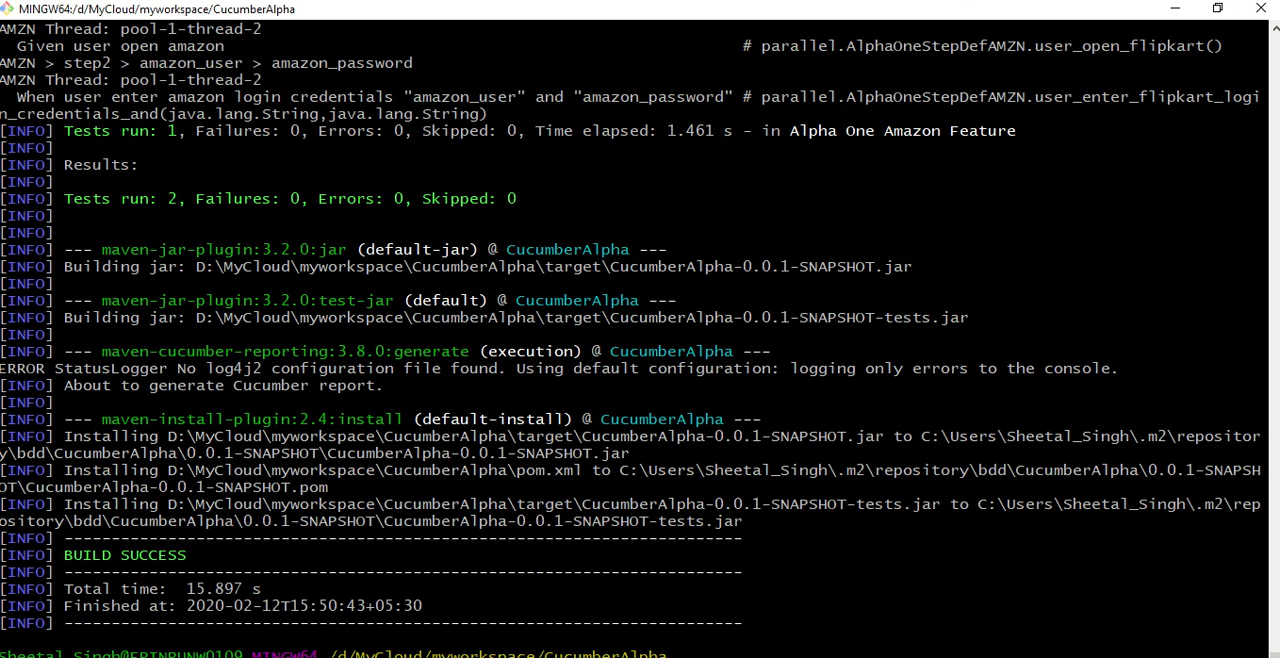 MINGW64:/d/MyCloud/myworkspace/CucumberAlpha
AMZN Thread: pool-1-thread-2
  Given user open amazon                                                       # parallel.AlphaOneStepDefAMZN.user_open_flipkart()
AMZN > step2 > amazon_user > amazon_password
AMZN Thread: pool-1-thread-2
  When user enter amazon login credentials "amazon_user" and "amazon_password" # parallel.AlphaOneStepDefAMZN.user_enter_flipkart_logi
n_credentials_and(java.lang.String,java.lang.String)
[INFO] Tests run: 1, Failures: 0, Errors: 0, Skipped: 0, Time elapsed: 1.461 s - in Alpha One Amazon Feature
[INFO]
[INFO] Results:
[INFO]
[INFO] Tests run: 2, Failures: 0, Errors: 0, Skipped: 0
[INFO]
[INFO]
[INFO] --- maven-jar-plugin:3.2.0:jar (default-jar) @ CucumberAlpha ---
[INFO] Building jar: D:\MyCloud\myworkspace\CucumberAlpha\target\CucumberAlpha-0.0.1-SNAPSHOT.jar
[INFO]
[INFO] --- maven-jar-plugin:3.2.0:test-jar (default) @ CucumberAlpha ---
[INFO] Building jar: D:\MyCloud\myworkspace\CucumberAlpha\target\CucumberAlpha-0.0.1-SNAPSHOT-tests.jar
[INFO]
[INFO] --- maven-cucumber-reporting:3.8.0:generate (execution) @ CucumberAlpha ---
ERROR StatusLogger No log4j2 configuration file found. Using default configuration: logging only errors to the console.
[INFO] About to generate Cucumber report.
[INFO]
[INFO] --- maven-install-plugin:2.4:install (default-install) @ CucumberAlpha ---
[INFO] Installing D:\MyCloud\myworkspace\CucumberAlpha\target\CucumberAlpha-0.0.1-SNAPSHOT.jar to C:\Users\Sheetal_Singh\.m2\repositor
y\bdd\CucumberAlpha\0.0.1-SNAPSHOT\CucumberAlpha-0.0.1-SNAPSHOT.jar
[INFO] Installing D:\MyCloud\myworkspace\CucumberAlpha\pom.xml to C:\Users\Sheetal_Singh\.m2\repository\bdd\CucumberAlpha\0.0.1-SNAPSH
OT\CucumberAlpha-0.0.1-SNAPSHOT.pom
[INFO] Installing D:\MyCloud\myworkspace\CucumberAlpha\target\CucumberAlpha-0.0.1-SNAPSHOT-tests.jar to C:\Users\Sheetal_Singh\.m2\rep
ository\bdd\CucumberAlpha\0.0.1-SNAPSHOT\CucumberAlpha-0.0.1-SNAPSHOT-tests.jar
[INFO] ------------------------------------------------------------------------
[INFO] BUILD SUCCESS
[INFO] ------------------------------------------------------------------------
[INFO] Total time:  15.897 s
[INFO] Finished at: 2020-02-12T15:50:43+05:30
[INFO] ------------------------------------------------------------------------
Sheetal_Singh@EPINPUNW0109 MINGW64 /d/MyCloud/myworkspace/CucumberAlpha